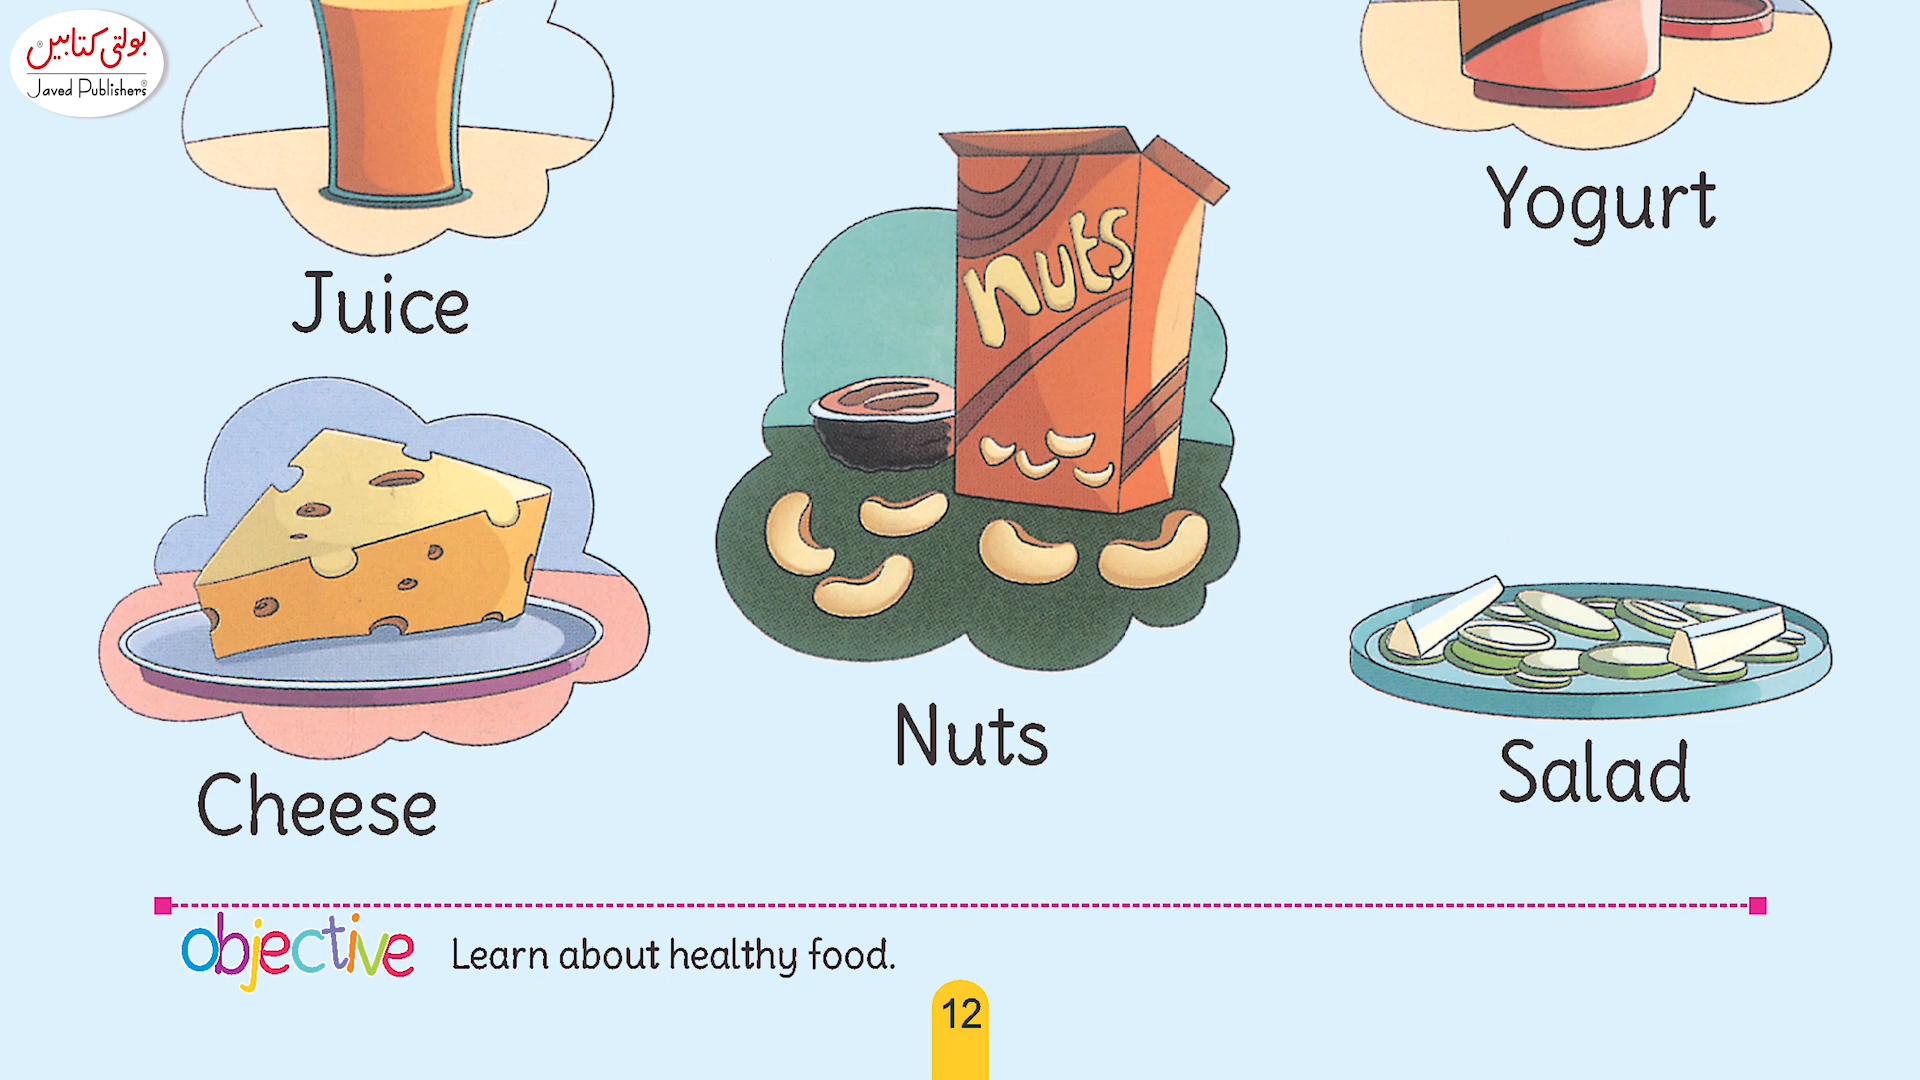 بولتی کتابیں
Javed Publishers
Juice
Yogurt
nuts
Nuts
Cheese
Salad
objective Learn about healthy food.
12